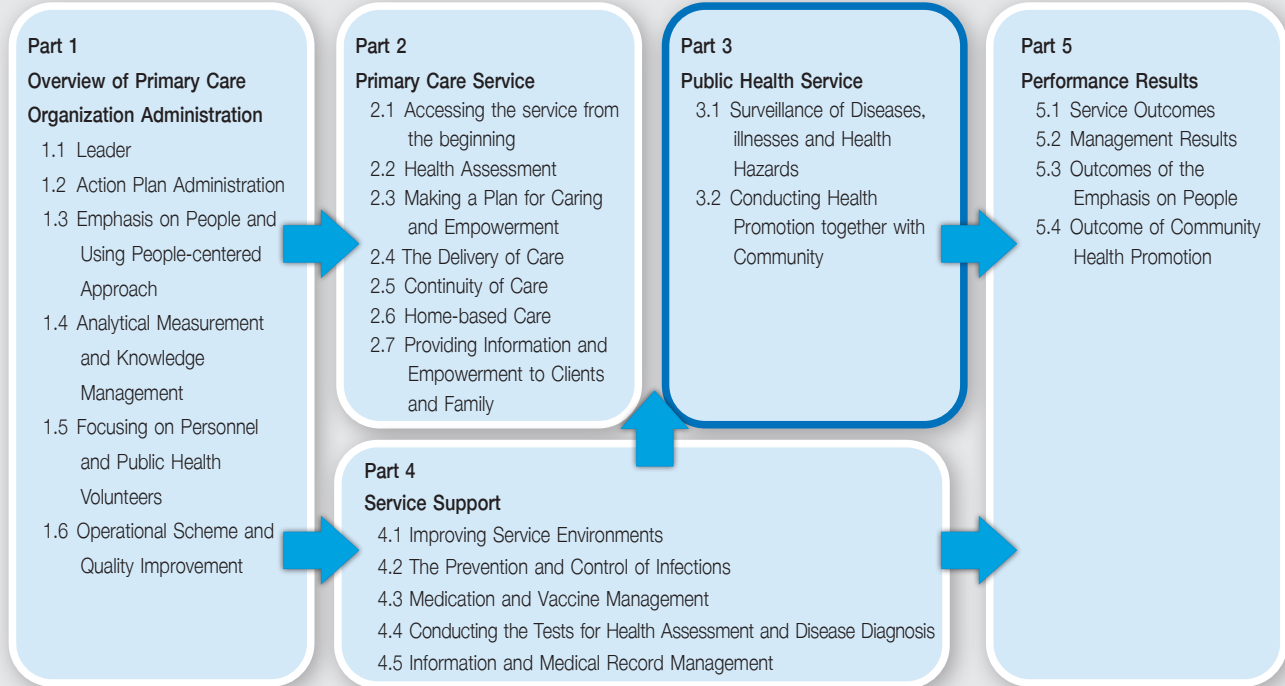 Part 1
Overview of Primary Care
Organization Administration
1.1 Leader
1.2 Action Plan Administration
1.3 Emphasis on People and
Using People-centered
Approach
1.4 Analytical Measurement
and Knowledge
Management
1.5 Focusing on Personnel
and Public Health
Volunteers
1.6 Operational Scheme and
Quality Improvement
Part 2
Primary Care Service
2.1 Accessing the service from
the beginning
2.2 Health Assessment
2.3 Making a Plan for Caring
and Empowerment
2.4 The Delivery of Care
2.5 Continuity of Care
2.6 Home-based Care
2.7 Providing Information and
Empowerment to Clients
and Family
Part 3
Public Health Service
3.1 Surveillance of Diseases,
illnesses and Health
Hazards
3.2 Conducting Health
Promotion together with
Community
Part 4
Service Support
4.1 Improving Service Environments
4.2 The Prevention and Control of Infections
4.3 Medication and Vaccine Management
4.4 Conducting the Tests for Health Assessment and Disease Diagnosis
4.5 Information and Medical Record Management
Part 5
Performance Results
5.1 Service Outcomes
5.2 Management Results
5.3 Outcomes of the
Emphasis on People
5.4 Outcome of Community
Health Promotion